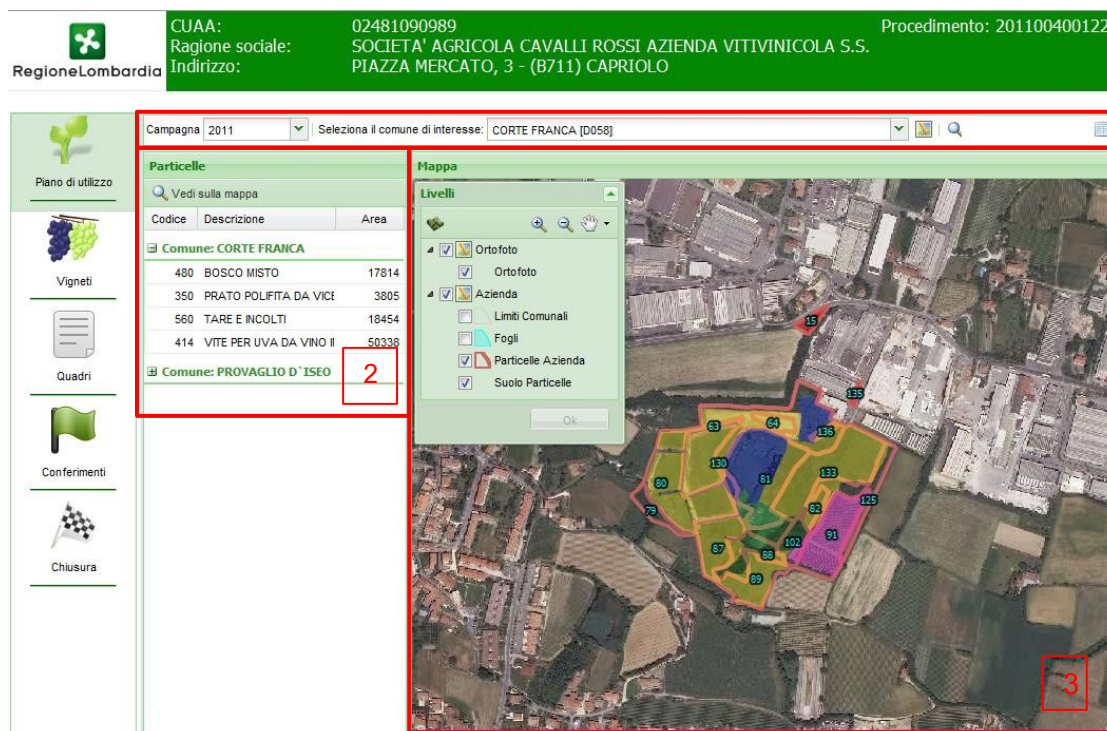 RegioneLombardia
CUAA: 02481090989 Procedimento: 201100400122
Ragione sociale: SOCIETA' AGRICOLA CAVALLI ROSSI AZIENDA VITIVINICOLA S.S.
Indirizzo: PIAZZA MERCATO, 3 - (B711) CAPRIOLO
Campagna 2011 Seleziona il comune di interesse: CORTE FRANCA [D058]
Piano di utilizzo
Vigneti
Quadri
Conferimenti
Chiusura
Particelle
Vedi sulla mappa
Codice Descrizione Area
Comune: CORTE FRANCA
480 BOSCO MISTO 17814
350 PRATO POLIFITA DA VICE 3805
560 TARE E INCOLTI 18454
414 VITE PER UVA DA VINO I 50338
Comune: PROVAGLIO D`ISEO
2
Mappa
Livelli
Ortofoto
Ortofoto
Azienda
Limiti Comunali
Fogli
Particelle Azienda
Suolo Particelle
Ok
15
135
64
63
136
130
133
81
80
125
82
79
91
102
87
88
89
3